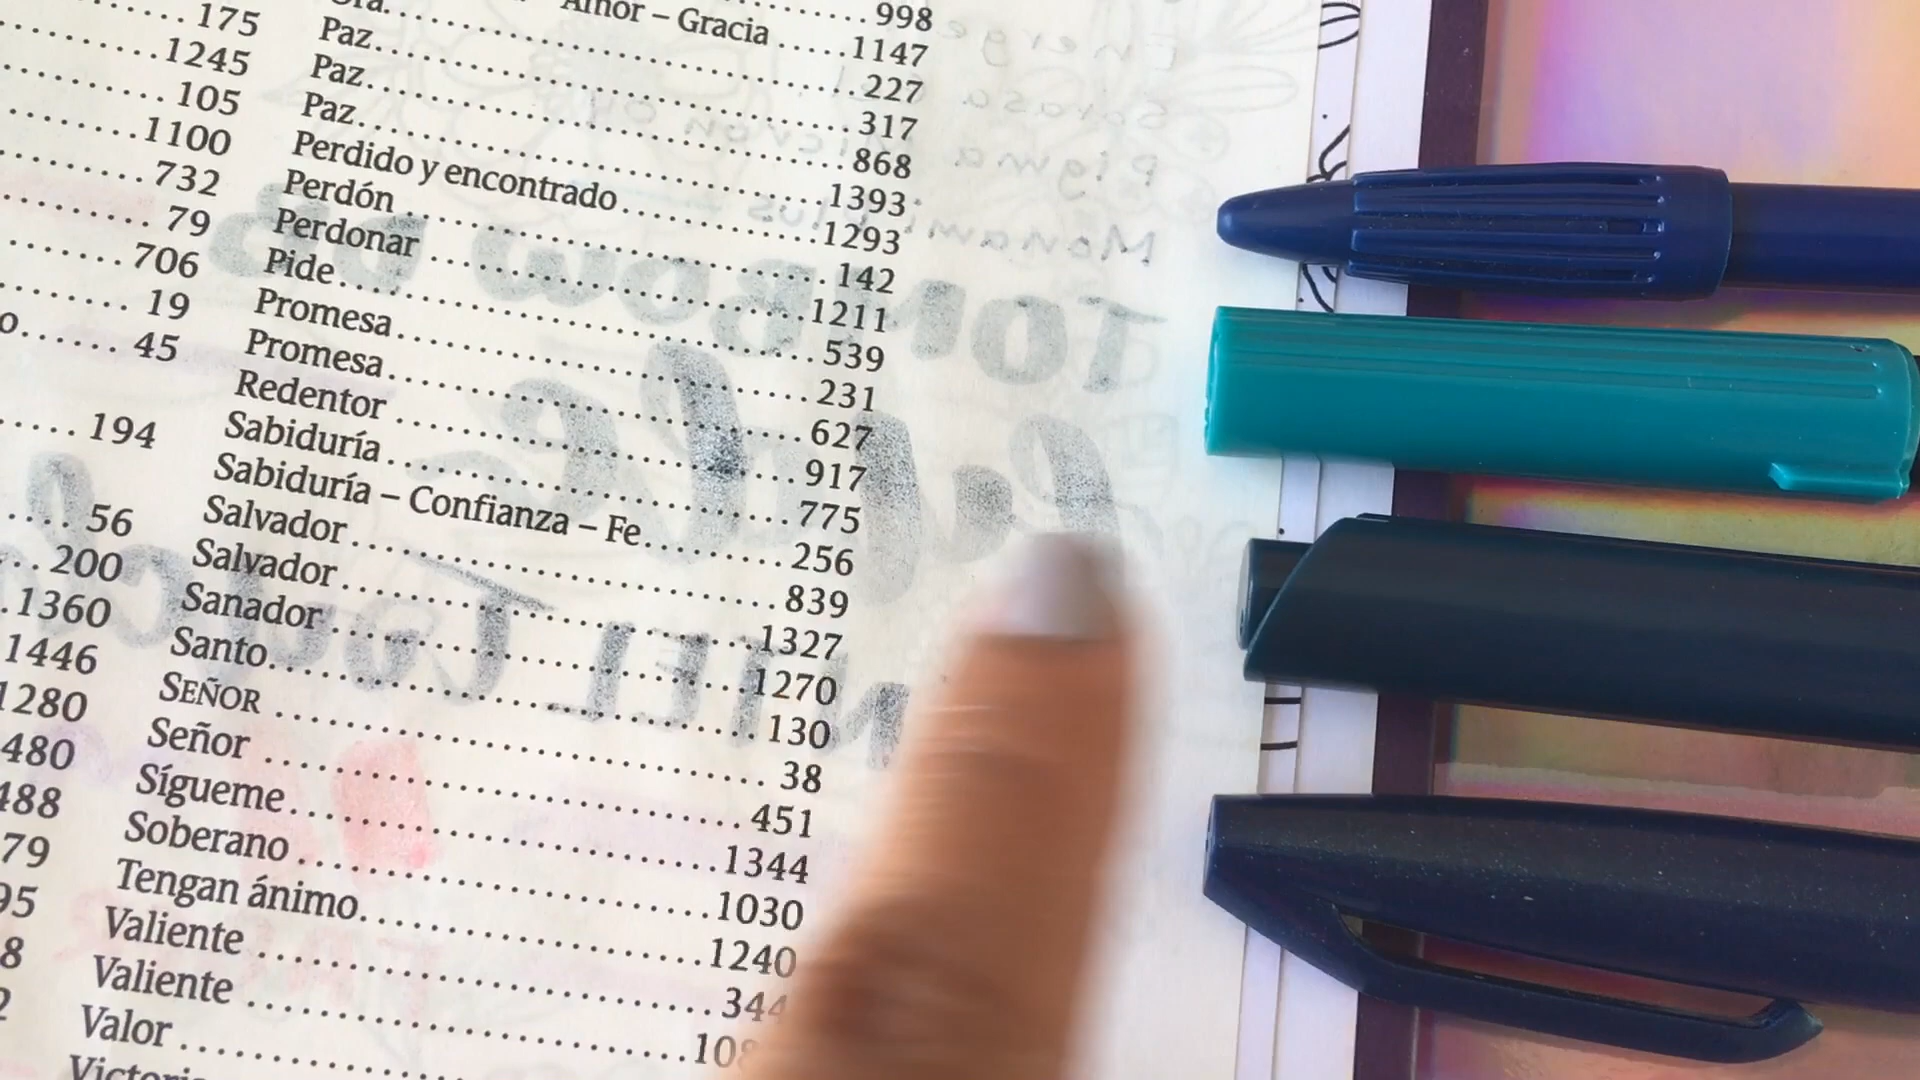 175
1245
105
1100
732
79
706
19
45
194
56
200
1360
1446
1280
480
998
Amor – Gracia.....1147
227
Paz..........317
Paz..........868
Paz..........1393
Perdido y encontrado..........1293
Perdón..........142
Perdonar..........1211
Pide..........539
Promesa..........231
Promesa..........627
Redentor..........917
Sabiduría..........775
Sabiduría – Confianza – Fe..........256
Salvador..........839
Salvador..........1327
Sanador..........1270
Santo..........130
SEÑOR..........38
Señor..........451
Sígueme..........1344
Soberano..........1030
Tengan ánimo..........1240
Valiente..........344
Valiente..........
Valor..........